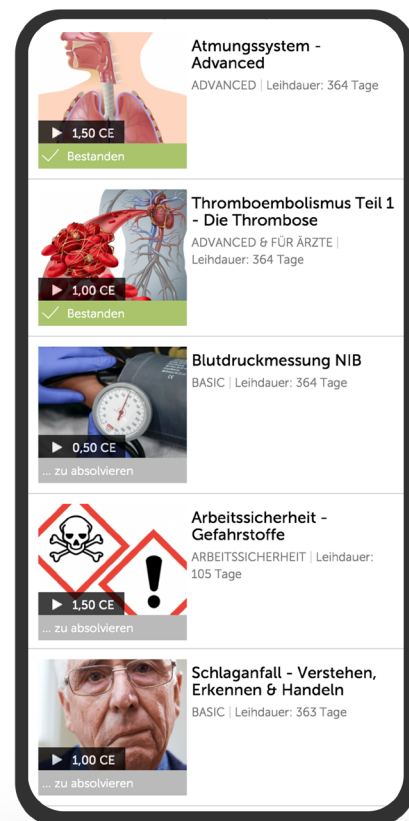 Atmungssystem -
Advanced
ADVANCED | Leihdauer: 364 Tage
1,50 CE
Bestanden
Thromboembolismus Teil 1
- Die Thrombose
ADVANCED & FÜR ÄRZTE |
Leihdauer: 364 Tage
1,00 CE
Bestanden
Blutdruckmessung NIB
BASIC | Leihdauer: 364 Tage
0,50 CE
... zu absolvieren
Arbeitssicherheit -
Gefahrstoffe
ARBEITSSICHERHEIT | Leihdauer:
105 Tage
1,50 CE
... zu absolvieren
Schlaganfall - Verstehen,
Erkennen & Handeln
BASIC | Leihdauer: 363 Tage
1,00 CE
... zu absolvieren